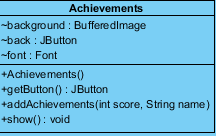 Achievements
~background : BufferedImage
~back : JButton
~font : Font
+Achievements()
+getButton() : JButton
+addAchievements(int score, String name)
+show() : void